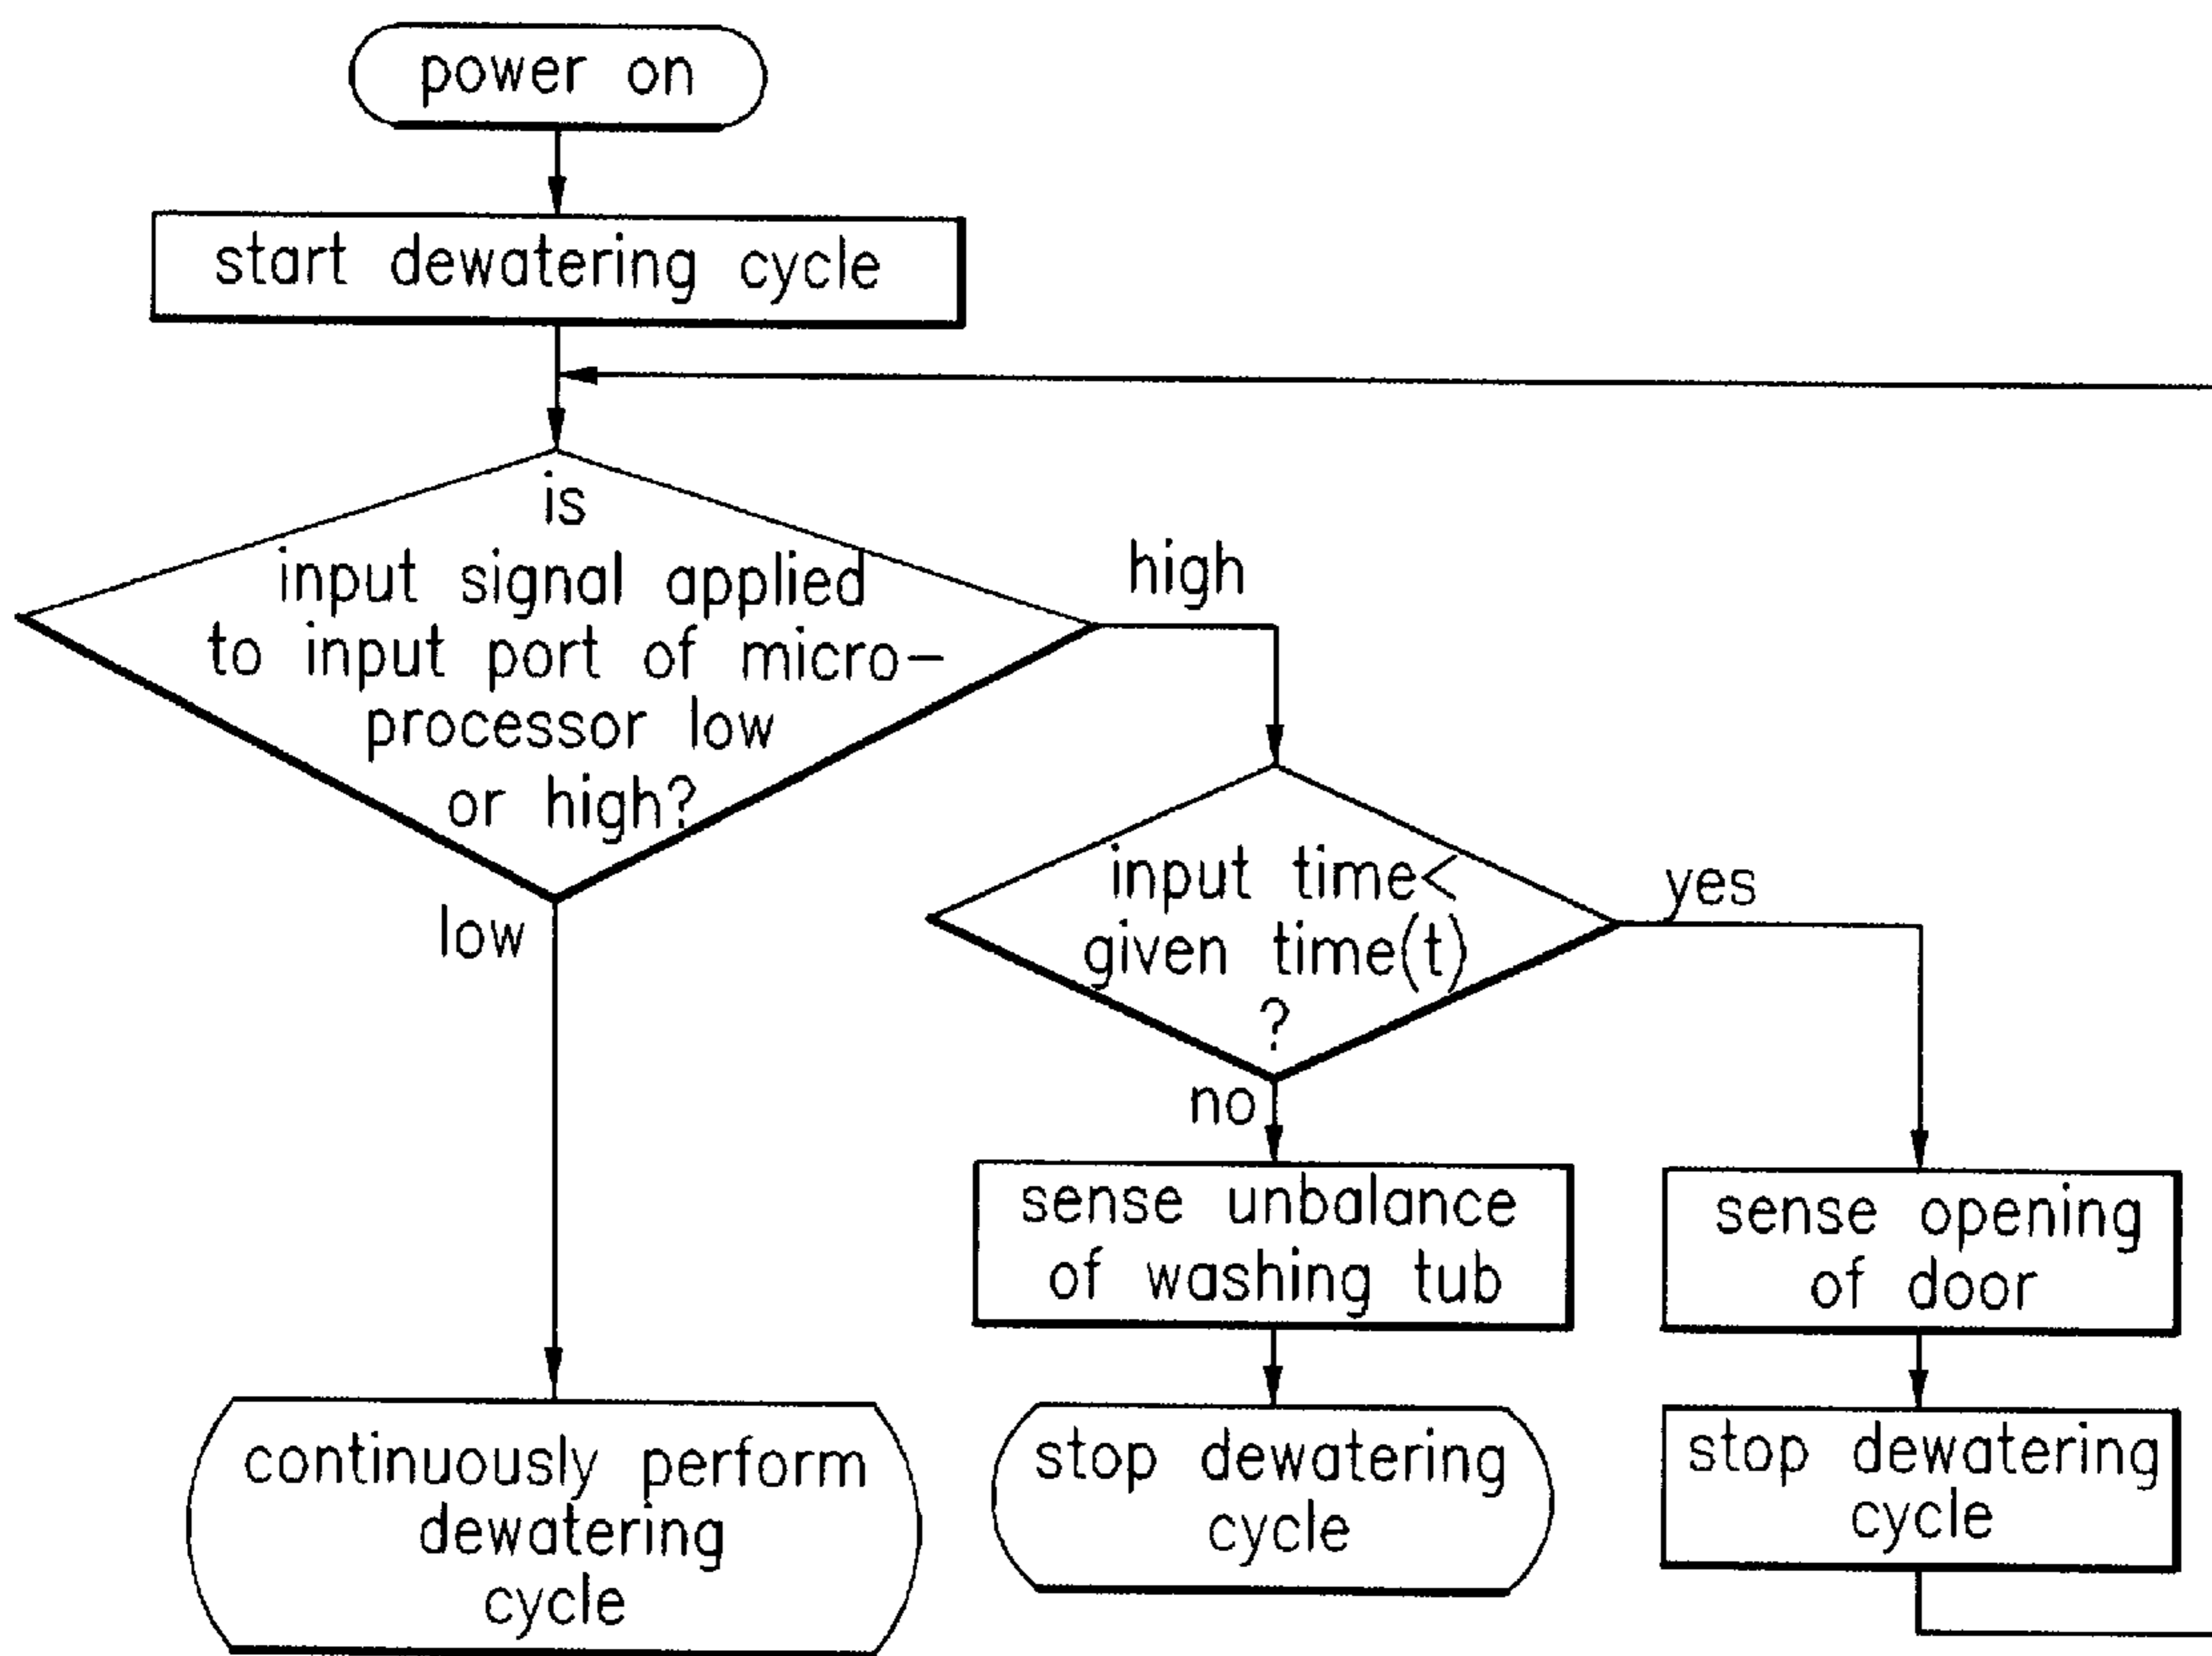 power on
start dewatering cycle
is
input signal applied
to input port of micro-
processor low
or high?
high
low
input time<
given time(t)
?
yes
no
sense unbalance
of washing tub
sense opening
of door
continuously perform
dewatering
cycle
stop dewatering
cycle
stop dewatering
cycle